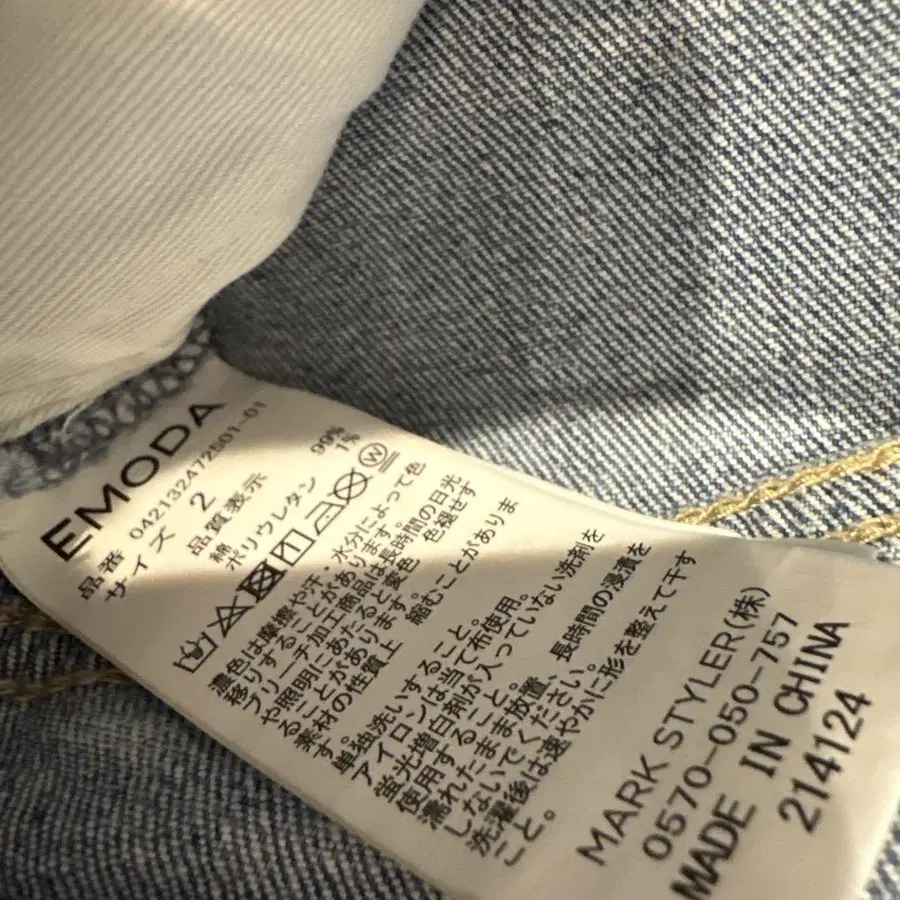 EMODA
品番 042132472501-01
サイズ 2
品質表示
綿 99%
ポリウレタン 1%
濃色は摩擦や汗・水分によって色
移りすることがあります。
ブリーチ加工商品は長時間の日光
や照明にあたると変色 色褪せす
ることがあります。
素材の性質上 縮むことがありま
す。
単独洗いすること。
アイロンは当て布使用。
蛍光増白剤が入っていない洗剤を
使用すること。
濡れたまま放置、長時間の浸漬を
しないでください。
洗濯後は速やかに形を整えて干す
こと。
MARK STYLER(株)
0570-050-757
MADE IN CHINA
214124